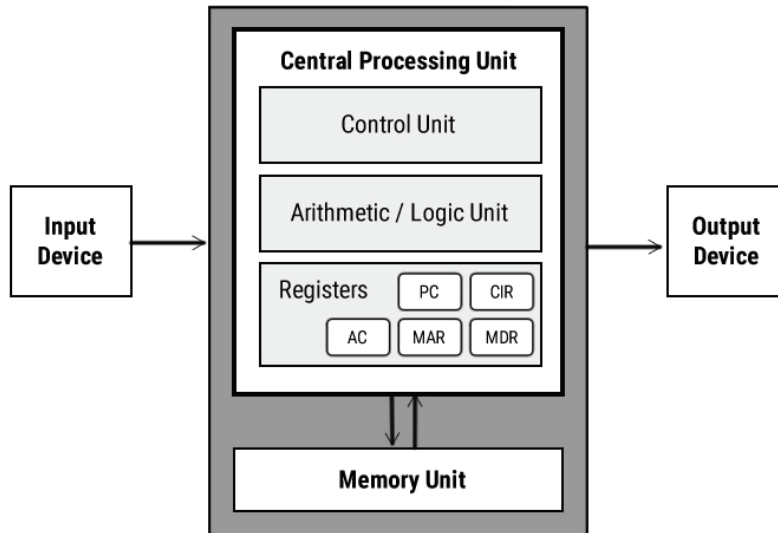 Central Processing Unit
Control Unit
Arithmetic / Logic Unit
Registers PC CIR
AC MAR MDR
Input
Device
Output
Device
Memory Unit